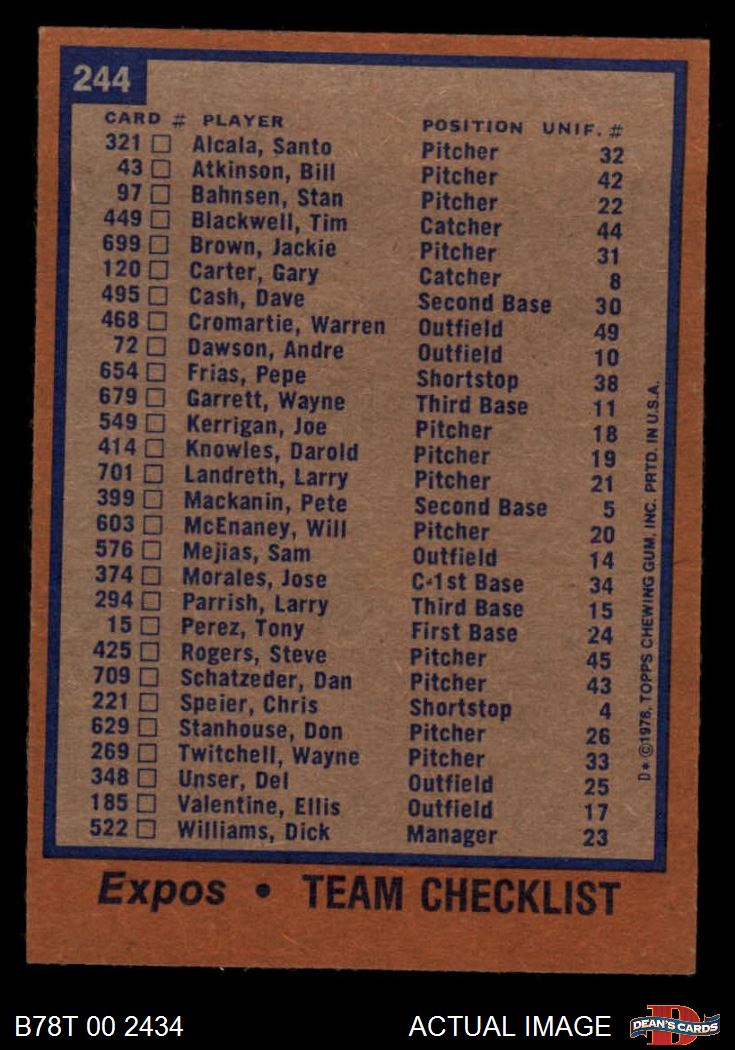 244
CARD # PLAYER POSITION UNIF. #
321 Alcala, Santo Pitcher 32
43 Atkinson, Bill Pitcher 42
97 Bahnsen, Stan Pitcher 22
449 Blackwell, Tim Catcher 44
699 Brown, Jackie Pitcher 31
120 Carter, Gary Catcher 8
495 Cash, Dave Second Base 30
468 Cromartie, Warren Outfield 49
72 Dawson, Andre Outfield 10
654 Frias, Pepe Shortstop 38
679 Garrett, Wayne Third Base 11
549 Kerrigan, Joe Pitcher 18
414 Knowles, Darold Pitcher 19
701 Landreth, Larry Pitcher 21
399 Mackanin, Pete Second Base 5
603 McEnaney, Will Pitcher 20
576 Mejias, Sam Outfield 14
374 Morales, Jose C-1st Base 34
294 Parrish, Larry Third Base 15
15 Perez, Tony First Base 24
425 Rogers, Steve Pitcher 45
709 Schatzeder, Dan Pitcher 43
221 Speier, Chris Shortstop 4
629 Stanhouse, Don Pitcher 26
269 Twitchell, Wayne Pitcher 33
348 Unser, Del Outfield 25
185 Valentine, Ellis Outfield 17
522 Williams, Dick Manager 23
D* ©1978, TOPPS CHEWING GUM, INC. PRTD. IN U.S.A.
Expos • TEAM CHECKLIST
B78T 00 2434 ACTUAL IMAGE
DEAN'S CARDS